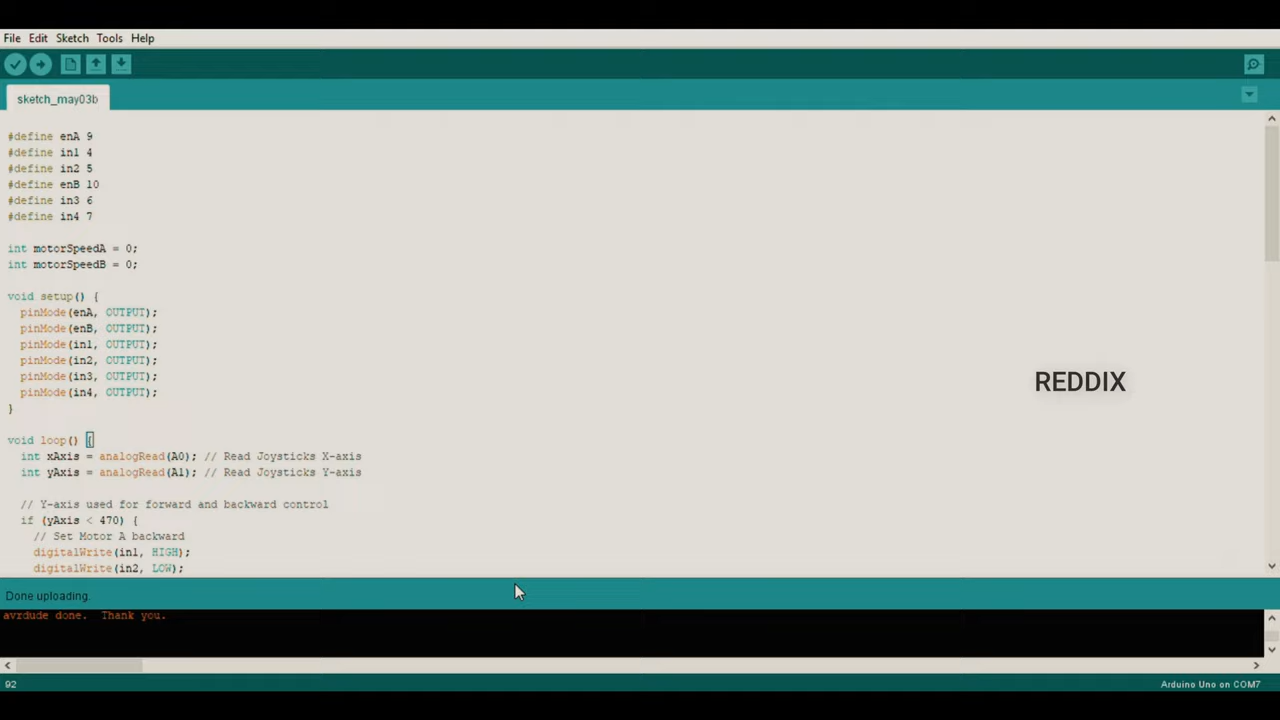 File Edit Sketch Tools Help
sketch_may03b
#define enA 9
#define in1 4
#define in2 5
#define enB 10
#define in3 6
#define in4 7
int motorSpeedA = 0;
int motorSpeedB = 0;
void setup() {
pinMode(enA, OUTPUT);
pinMode(enB, OUTPUT);
pinMode(in1, OUTPUT);
pinMode(in2, OUTPUT);
pinMode(in3, OUTPUT);
pinMode(in4, OUTPUT);
}
REDDIX
void loop() {
int xAxis = analogRead(A0); // Read Joysticks X-axis
int yAxis = analogRead(A1); // Read Joysticks Y-axis
// Y-axis used for forward and backward control
if (yAxis < 470) {
// Set Motor A backward
digitalWrite(in1, HIGH);
digitalWrite(in2, LOW);
Done uploading.
avrdude done.  Thank you.
92
Arduino Uno on COM7